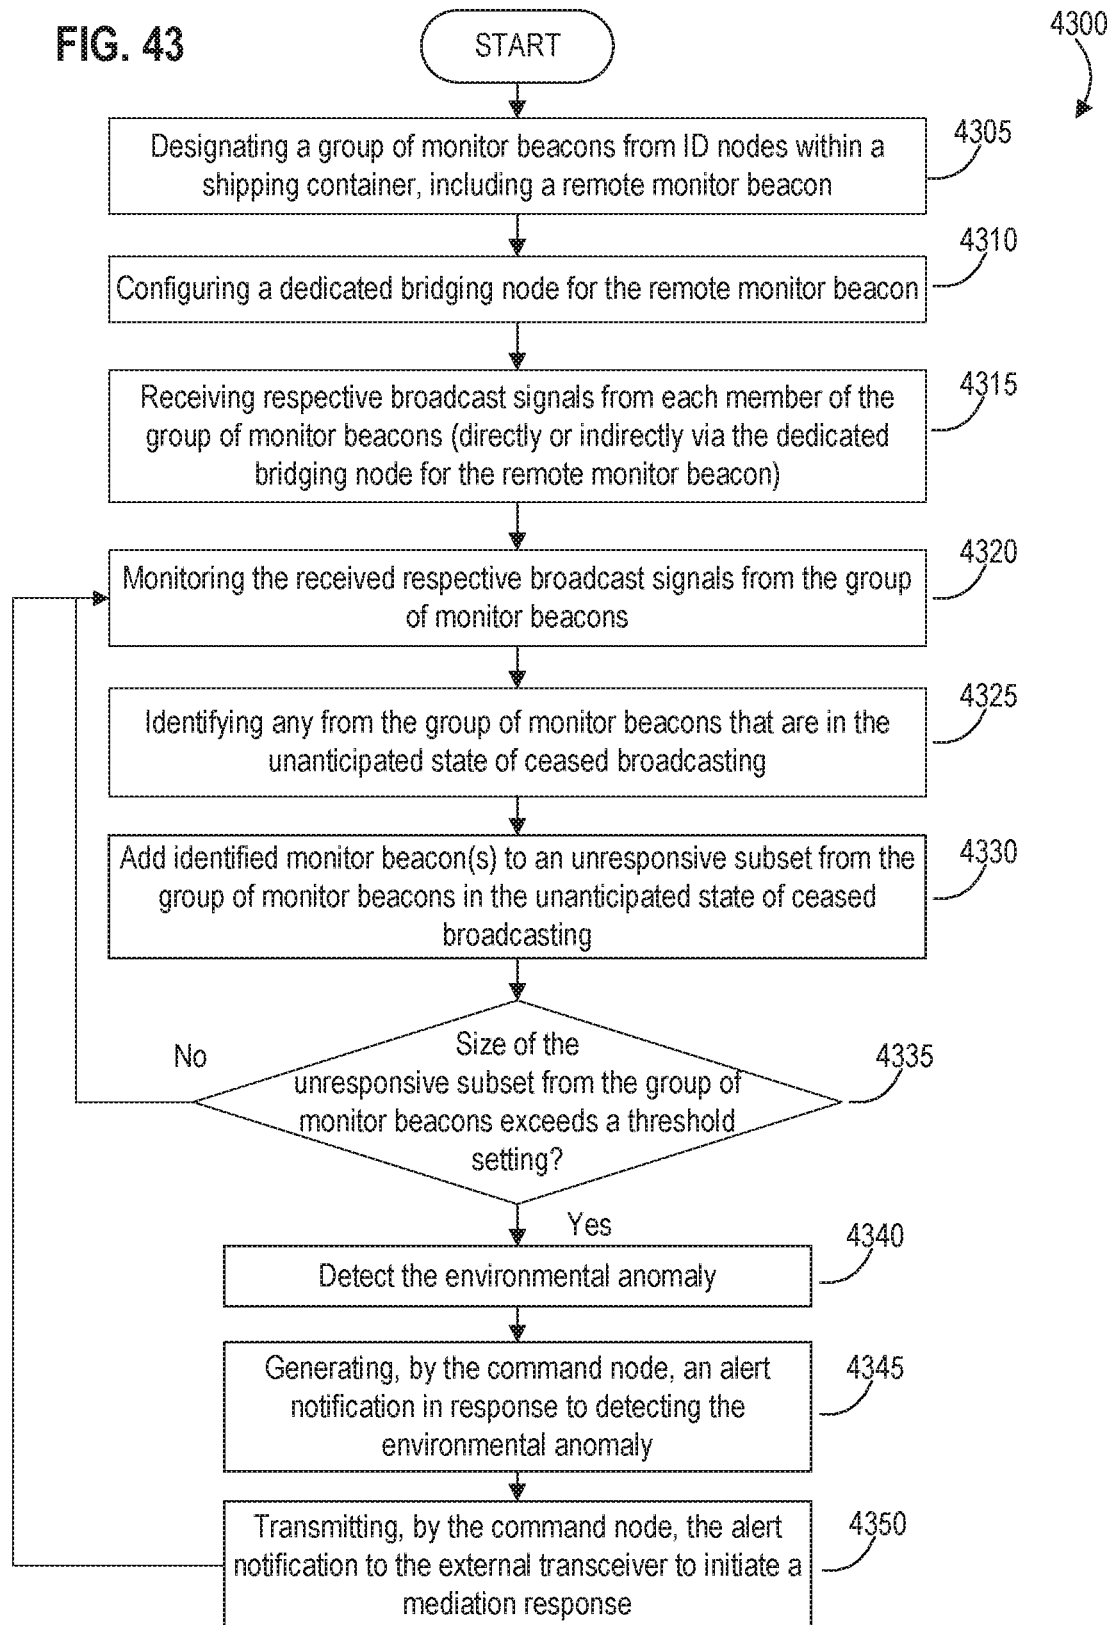 FIG. 43
START
4300
Designating a group of monitor beacons from ID nodes within a
shipping container, including a remote monitor beacon
4305
Configuring a dedicated bridging node for the remote monitor beacon
4310
Receiving respective broadcast signals from each member of the
group of monitor beacons (directly or indirectly via the dedicated
bridging node for the remote monitor beacon)
4315
Monitoring the received respective broadcast signals from the group
of monitor beacons
4320
Identifying any from the group of monitor beacons that are in the
unanticipated state of ceased broadcasting
4325
Add identified monitor beacon(s) to an unresponsive subset from the
group of monitor beacons in the unanticipated state of ceased
broadcasting
4330
No
Size of the
unresponsive subset from the group of
monitor beacons exceeds a threshold
setting?
4335
Yes
Detect the environmental anomaly
4340
Generating, by the command node, an alert
notification in response to detecting the
environmental anomaly
4345
Transmitting, by the command node, the alert
notification to the external transceiver to initiate a
mediation response
4350